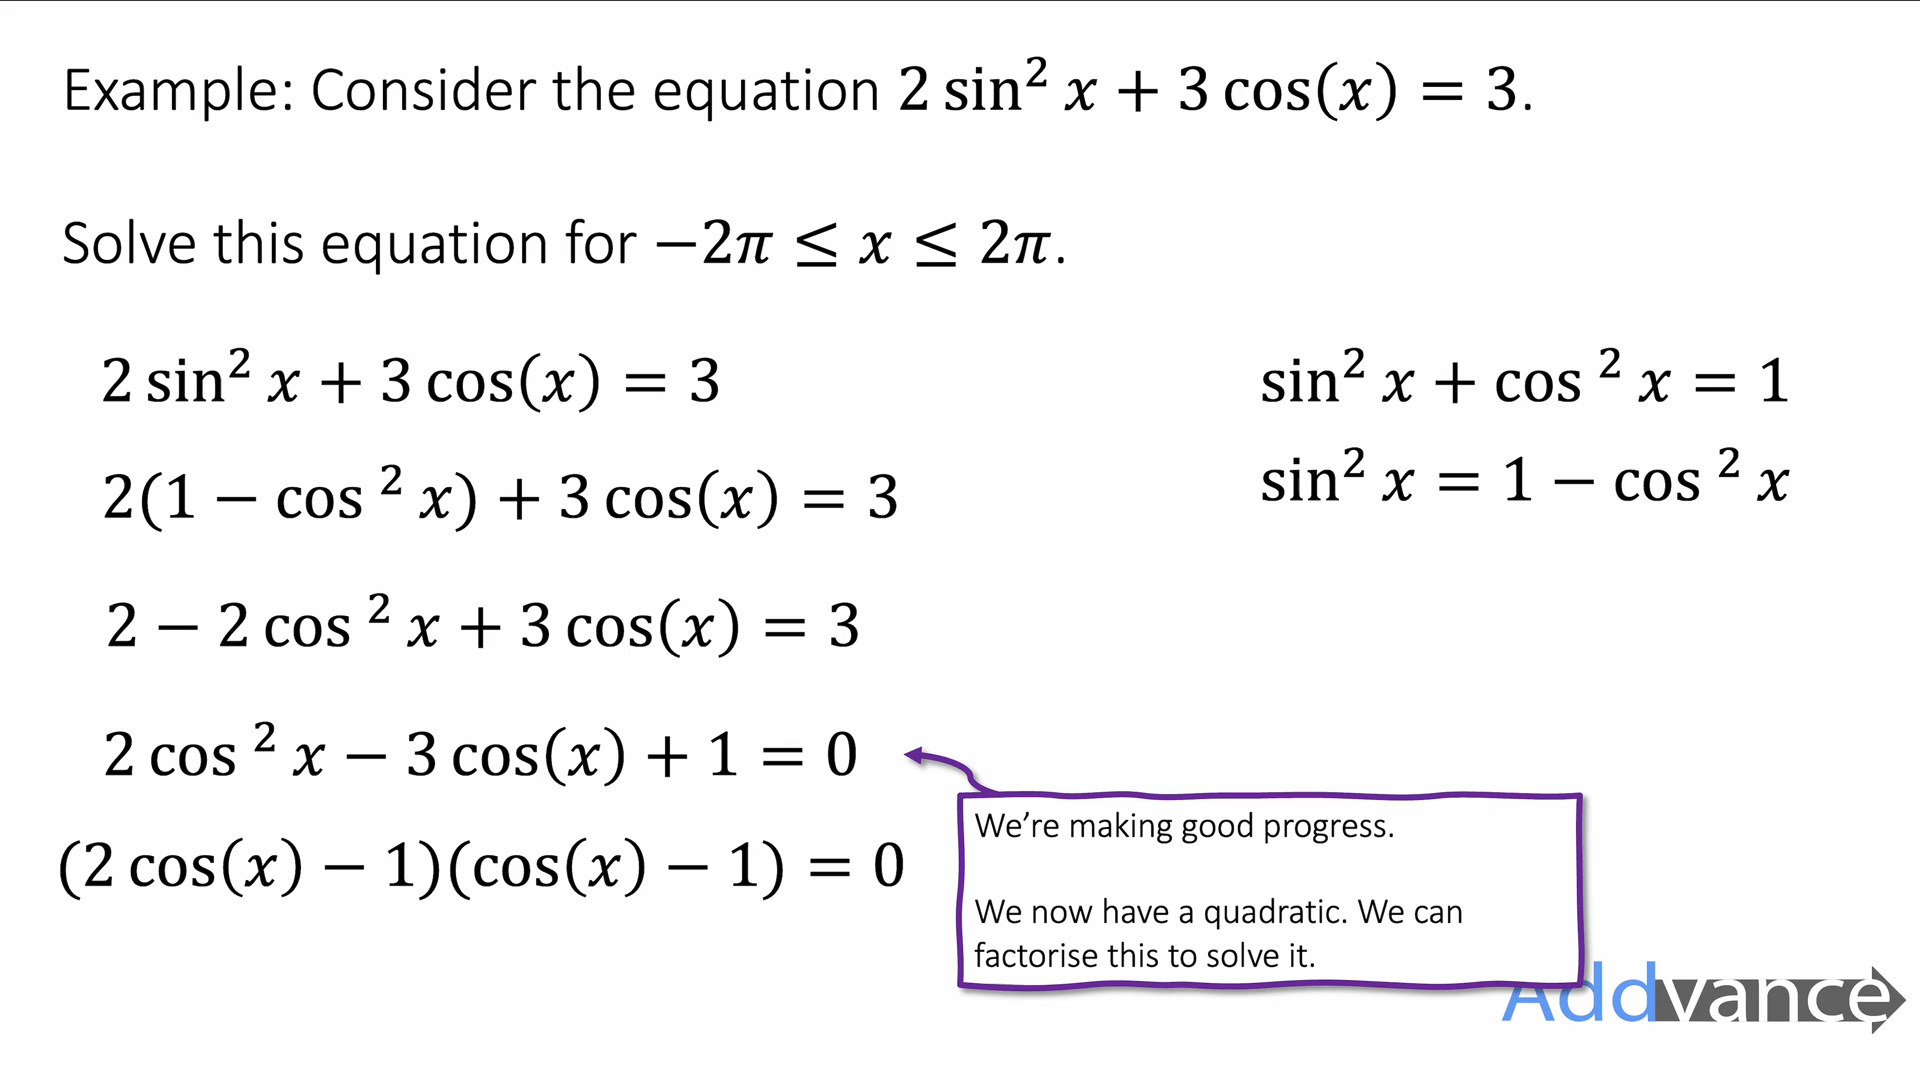 Example: Consider the equation 2 sin² x + 3 cos(x) = 3.
Solve this equation for −2π ≤ x ≤ 2π.
2 sin² x + 3 cos(x) = 3
sin² x + cos ² x = 1
2(1 − cos ² x) + 3 cos(x) = 3
sin² x = 1 − cos ² x
2 − 2 cos ² x + 3 cos(x) = 3
2 cos ² x − 3 cos(x) + 1 = 0
(2 cos(x) − 1)(cos(x) − 1) = 0
We’re making good progress.
We now have a quadratic. We can
factorise this to solve it.
Addvance